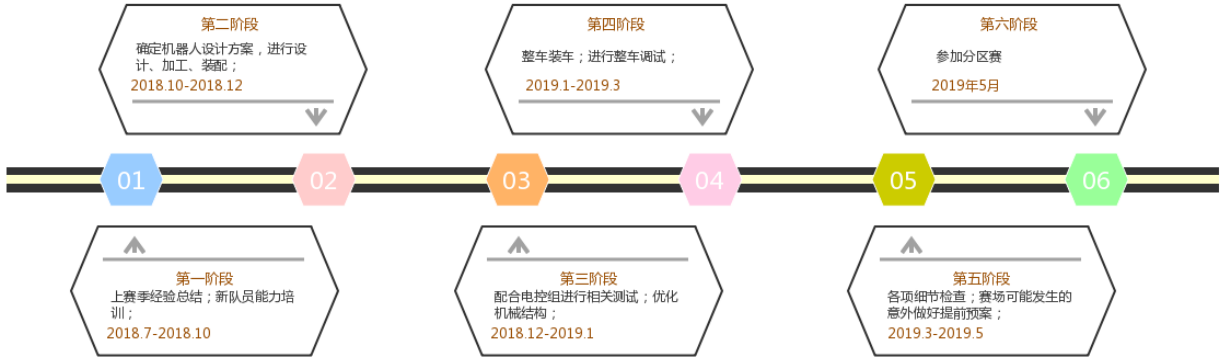 第二阶段
确定机器人设计方案，进行设
计、加工、装配；
2018.10-2018.12
第四阶段
整车装车；进行整车调试；
2019.1-2019.3
第六阶段
参加分区赛
2019年5月
01
02
03
04
05
06
第一阶段
上赛季经验总结；新队员能力培
训；
2018.7-2018.10
第三阶段
配合电控组进行相关测试；优化
机械结构；
2018.12-2019.1
第五阶段
各项细节检查；赛场可能发生的
意外做好提前预案；
2019.3-2019.5